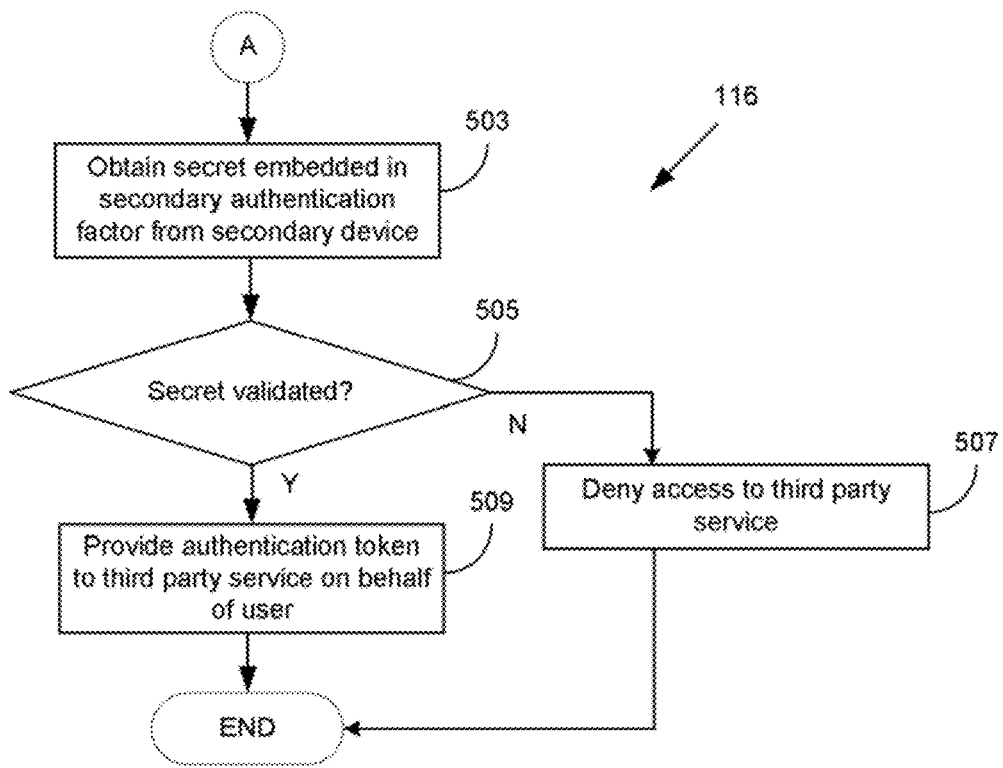 A
116
503
Obtain secret embedded in
secondary authentication
factor from secondary device
505
Secret validated?
N
Y
507
Deny access to third party
service
509
Provide authentication token
to third party service on behalf
of user
END